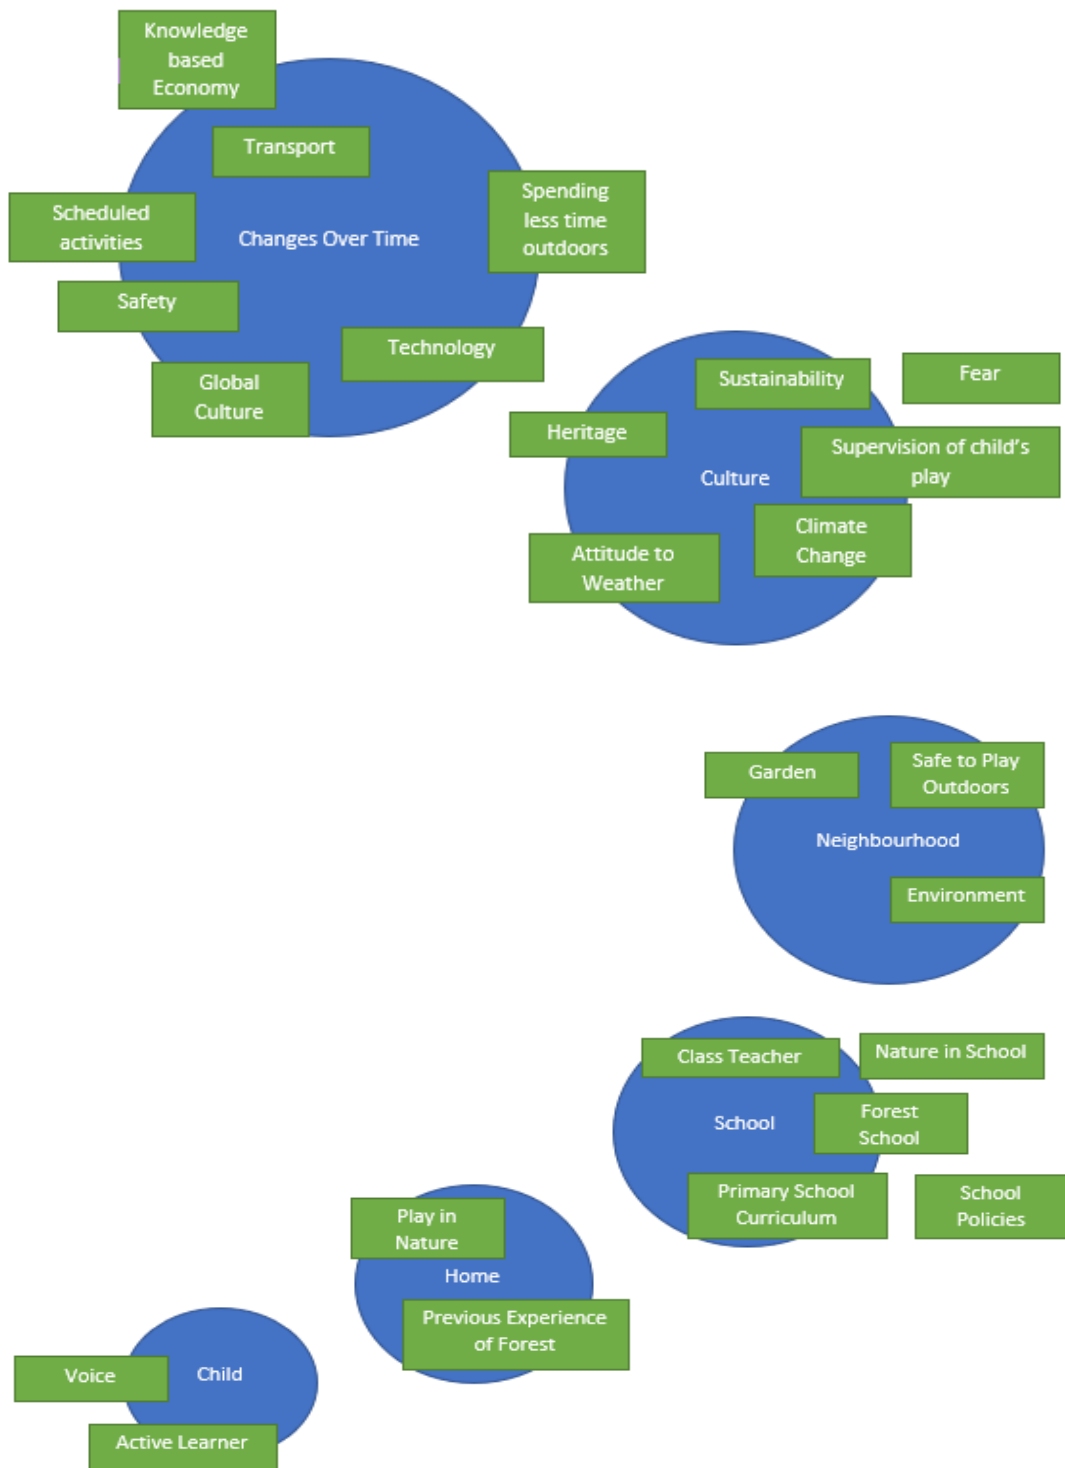 Knowledge
based
Economy
Transport
Scheduled
activities
Changes Over Time
Spending
less time
outdoors
Safety
Technology
Global
Culture
Sustainability
Fear
Heritage
Supervision of child’s
play
Culture
Climate
Change
Attitude to
Weather
Garden
Safe to Play
Outdoors
Neighbourhood
Environment
Class Teacher
Nature in School
School
Forest
School
Primary School
Curriculum
School
Policies
Play in
Nature
Home
Previous Experience
of Forest
Voice
Child
Active Learner